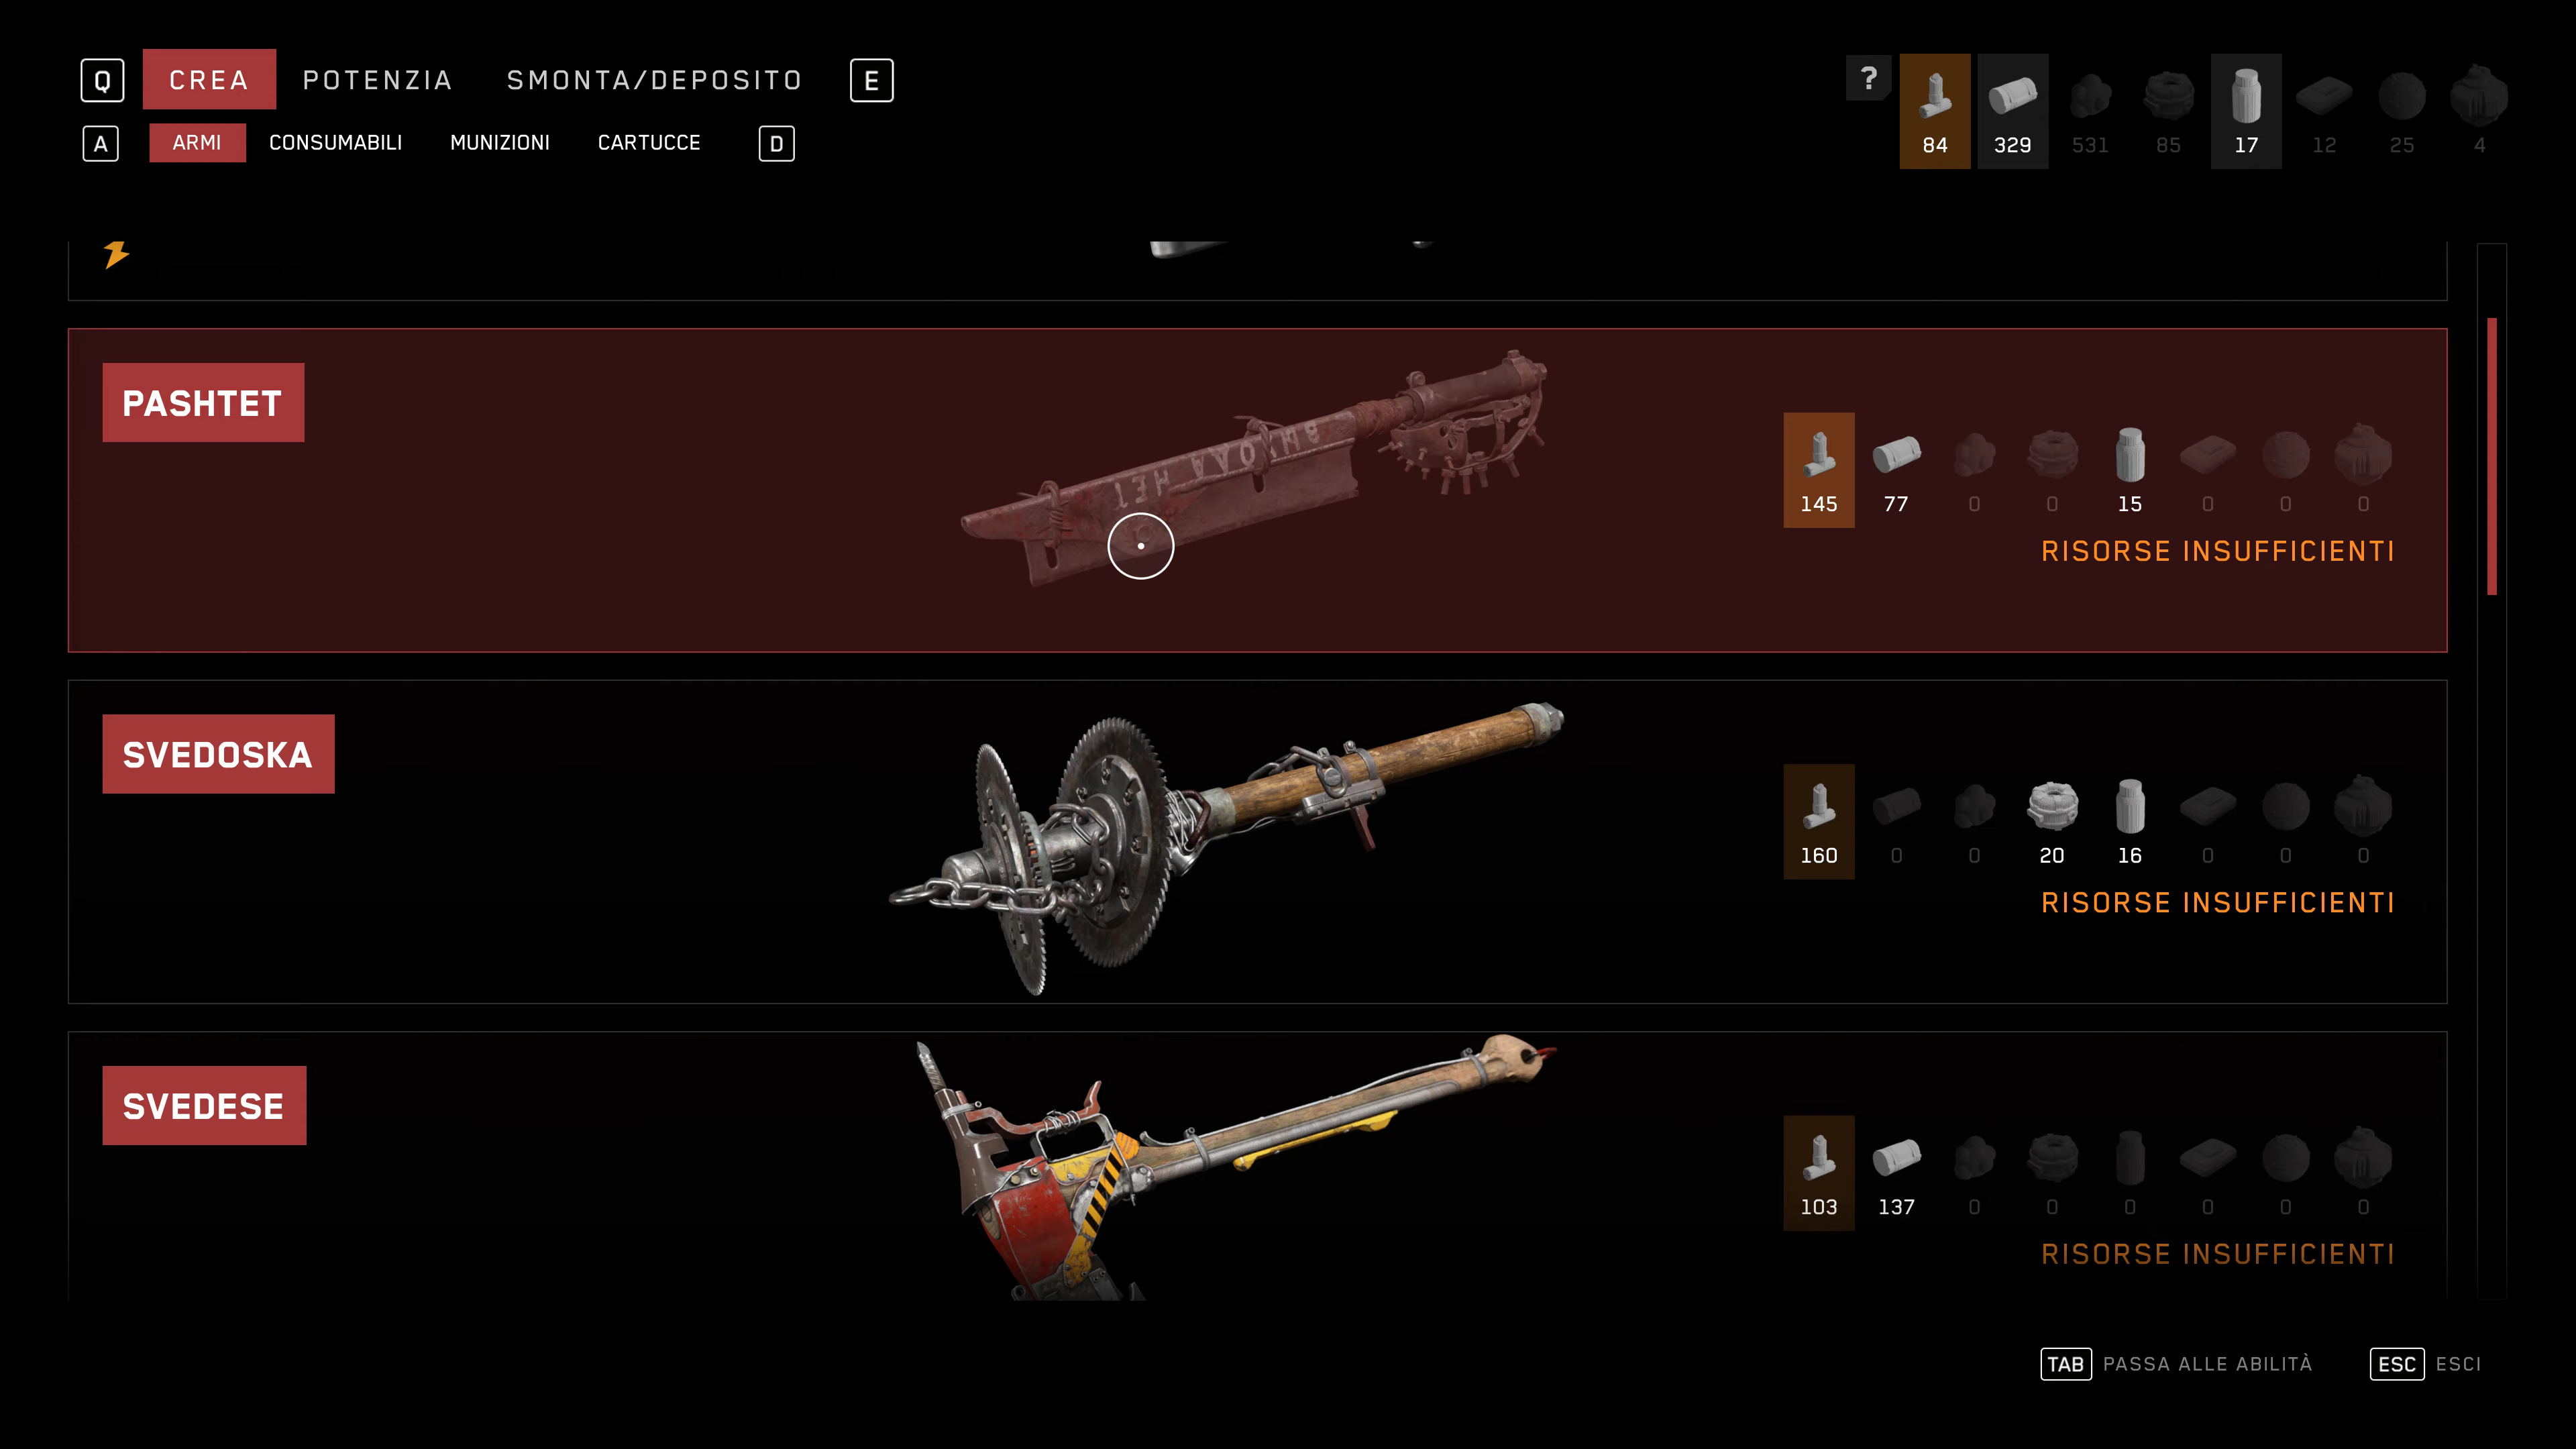 Q CREA POTENZIA SMONTA/DEPOSITO E
A ARMI CONSUMABILI MUNIZIONI CARTUCCE D
?
84 329 531 85 17 12 25 4
PASHTET
145 77 0 0 15 0 0 0
RISORSE INSUFFICIENTI
SVEDOSKA
160 0 0 20 16 0 0 0
RISORSE INSUFFICIENTI
SVEDESE
103 137 0 0 0 0 0 0
RISORSE INSUFFICIENTI
TAB PASSA ALLE ABILITÀ ESC ESCI